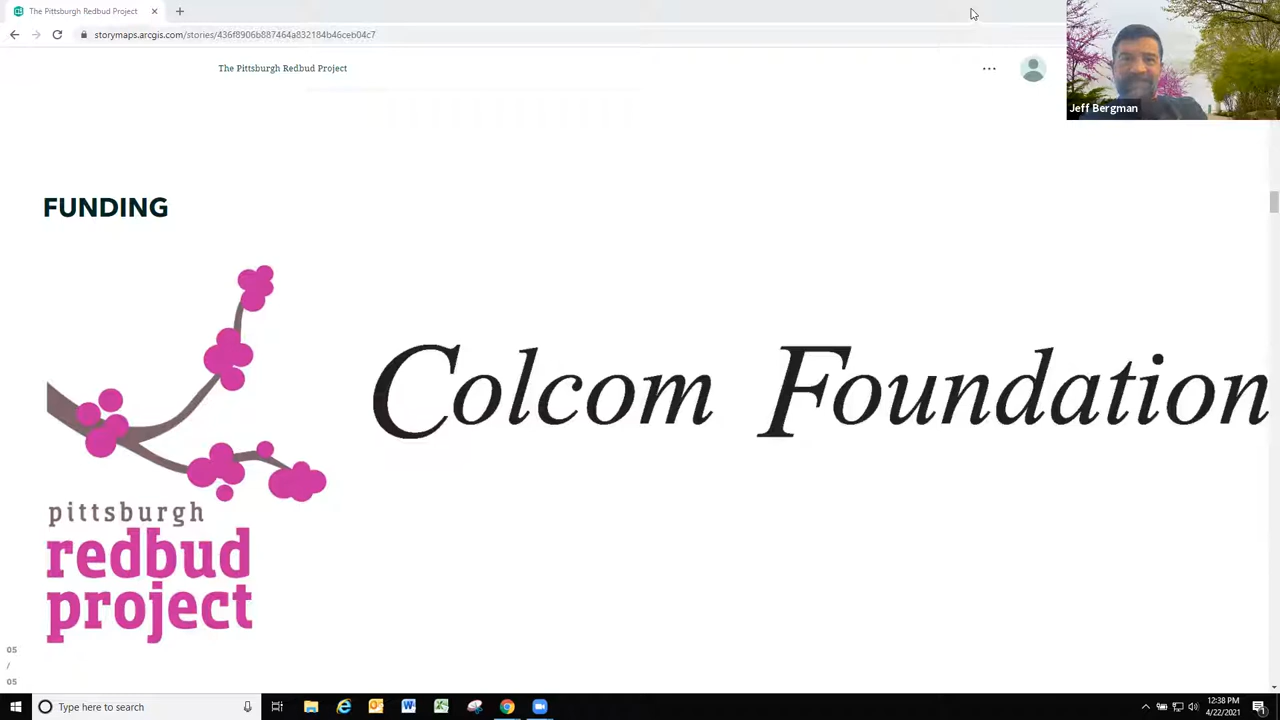 The Pittsburgh Redbud Project
storymaps.arcgis.com/stories/436f8906b887464a832184b46ceb04c7
The Pittsburgh Redbud Project
Jeff Bergman
FUNDING
Colcom Foundation
pittsburgh
redbud
project
05
/
05
Type here to search
12:38 PM
4/22/2021
1